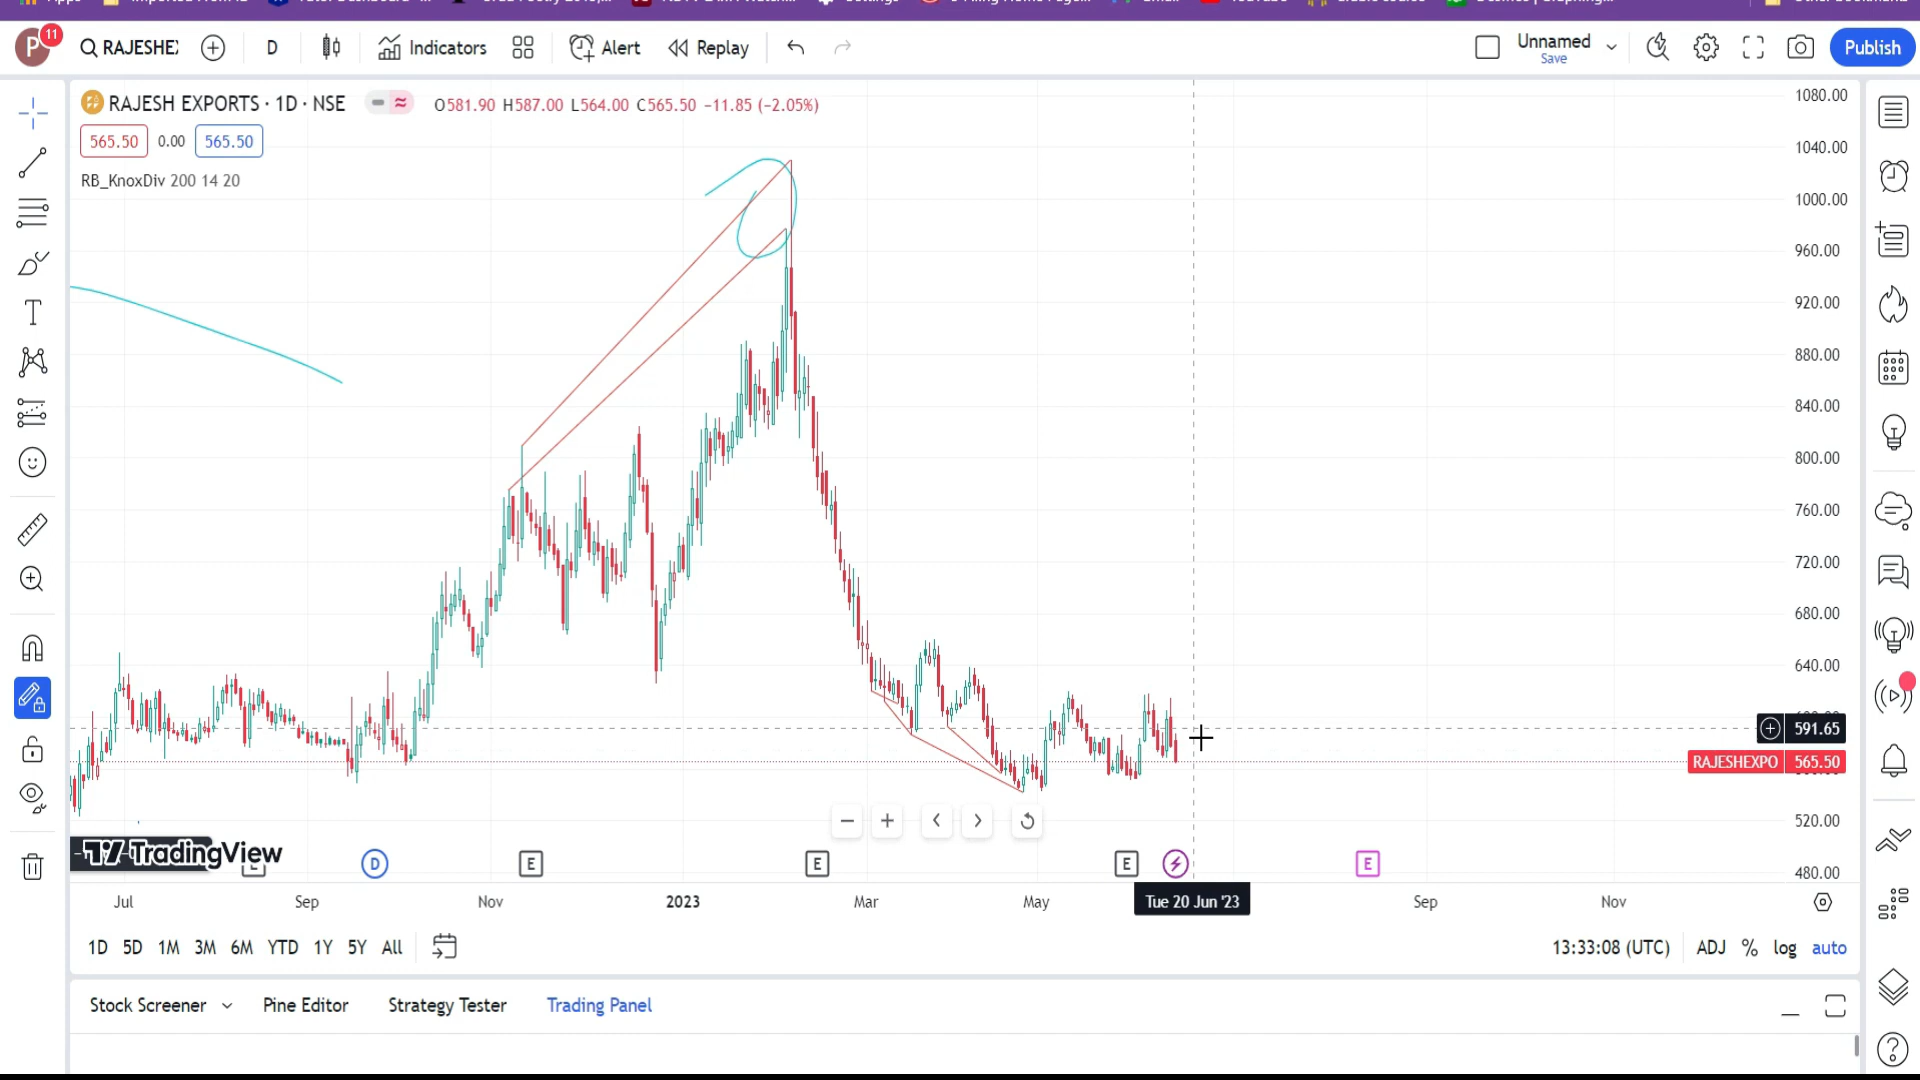 11
P
RAJESHE
D
Indicators
Alert
Replay
Unnamed
Save
Publish
RAJESH EXPORTS · 1D · NSE
O581.90 H587.00 L564.00 C565.50 −11.85 (−2.05%)
565.50 0.00 565.50
RB_KnoxDiv 200 14 20
1080.00
1040.00
1000.00
960.00
920.00
880.00
840.00
800.00
760.00
720.00
680.00
640.00
591.65
RAJESHEXPO 565.50
520.00
480.00
TradingView
D
E
E
E
E
Jul
Sep
Nov
2023
Mar
May
Tue 20 Jun '23
Sep
Nov
1D 5D 1M 3M 6M YTD 1Y 5Y All
13:33:08 (UTC)
ADJ % log auto
Stock Screener
Pine Editor
Strategy Tester
Trading Panel